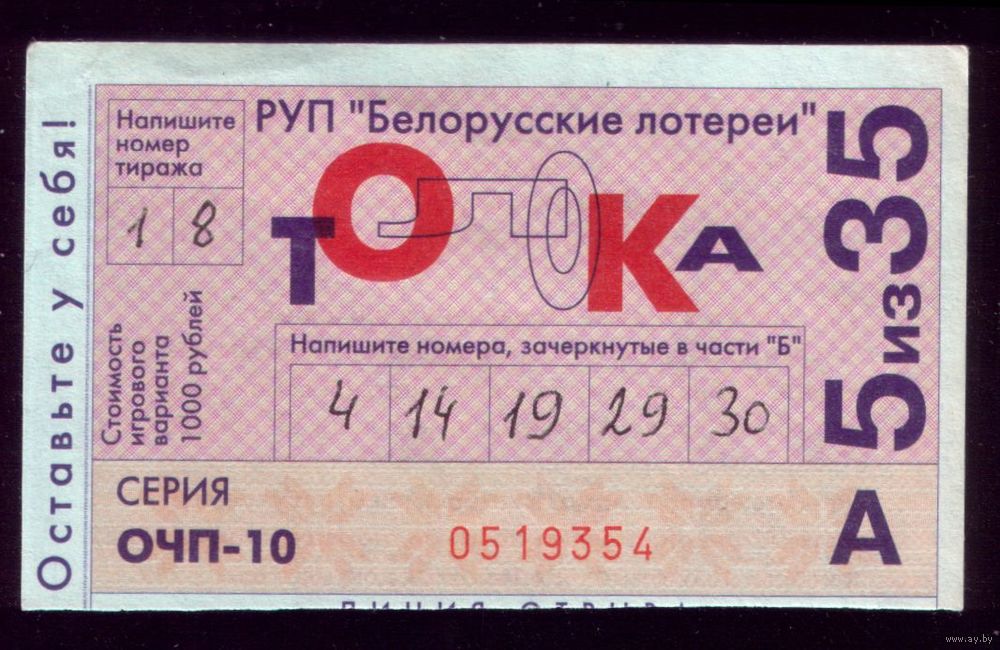 Оставьте у себя!
Напишите
номер
тиража
1 8
РУП "Белорусские лотереи"
ТОЧКА
5 из 35
Стоимость
игрового
варианта
1000 рублей
Напишите номера, зачеркнутые в части "Б"
4 14 19 29 30
СЕРИЯ
ОЧП-10
0519354
А
www.ay.by